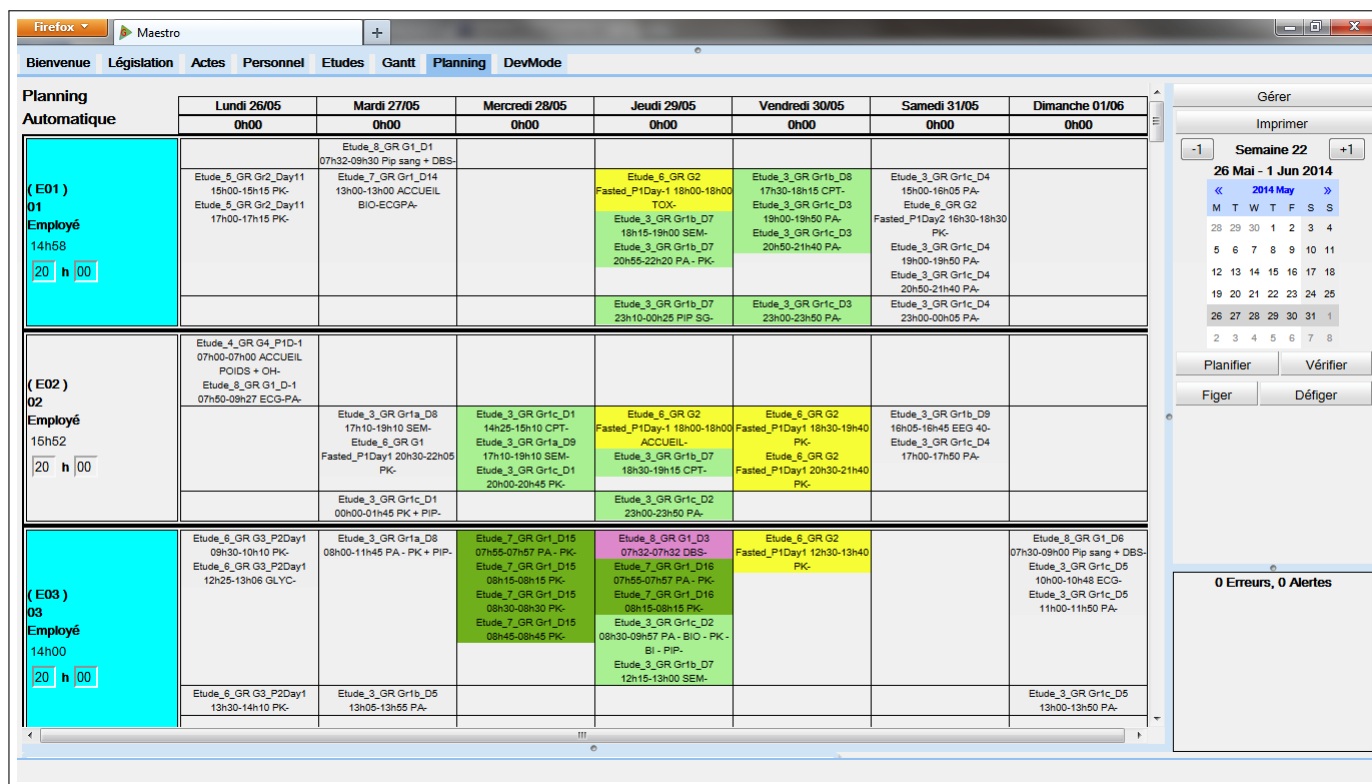 Firefox
Maestro
+
Bienvenue Législation Actes Personnel Etudes Gantt Planning DevMode
Planning
Automatique
Lundi 26/05 Mardi 27/05 Mercredi 28/05 Jeudi 29/05 Vendredi 30/05 Samedi 31/05 Dimanche 01/06
0h00 0h00 0h00 0h00 0h00 0h00 0h00
( E01 )
01
Employé
14h58
20 h 00
Etude_8_GR G1_D1
07h32-09h30 Pip sang + DBS-
Etude_5_GR Gr2_Day11
15h00-15h15 PK-
Etude_5_GR Gr2_Day11
17h00-17h15 PK-
Etude_7_GR Gr1_D14
13h00-13h00 ACCUEIL
BIO-ECGPA-
Etude_6_GR G2
Fasted_P1Day-1 18h00-18h00
TOX-
Etude_3_GR Gr1b_D7
18h15-19h00 SEM-
Etude_3_GR Gr1b_D7
20h55-22h20 PA - PK-
Etude_3_GR Gr1b_D8
17h30-18h15 CPT-
Etude_3_GR Gr1c_D3
19h00-19h50 PA-
Etude_3_GR Gr1c_D3
20h50-21h40 PA-
Etude_3_GR Gr1c_D4
15h00-16h05 PA-
Etude_6_GR G2
Fasted_P1Day2 16h30-18h30
PK-
Etude_3_GR Gr1c_D4
19h00-19h50 PA-
Etude_3_GR Gr1c_D4
20h50-21h40 PA-
Etude_3_GR Gr1b_D7
23h10-00h25 PIP SG-
Etude_3_GR Gr1c_D3
23h00-23h50 PA-
Etude_3_GR Gr1c_D4
23h00-00h05 PA-
( E02 )
02
Employé
15h52
20 h 00
Etude_4_GR G4_P1D-1
07h00-07h00 ACCUEIL
POIDS + OH-
Etude_8_GR G1_D-1
07h50-09h27 ECG-PA-
Etude_3_GR Gr1a_D8
17h10-19h10 SEM-
Etude_6_GR G1
Fasted_P1Day1 20h30-22h05
PK-
Etude_3_GR Gr1c_D1
14h25-15h10 CPT-
Etude_3_GR Gr1a_D9
17h10-19h10 SEM-
Etude_3_GR Gr1c_D1
20h00-20h45 PK-
Etude_6_GR G2
Fasted_P1Day-1 18h00-18h00
ACCUEIL-
Etude_3_GR Gr1b_D7
18h30-19h15 CPT-
Etude_6_GR G2
Fasted_P1Day1 18h30-19h40
PK-
Etude_6_GR G2
Fasted_P1Day1 20h30-21h40
PK-
Etude_3_GR Gr1b_D9
16h05-16h45 EEG 40-
Etude_3_GR Gr1c_D4
17h00-17h50 PA-
Etude_3_GR Gr1c_D1
00h00-01h45 PK + PIP-
Etude_3_GR Gr1c_D2
23h00-23h50 PA-
( E03 )
03
Employé
14h00
20 h 00
Etude_6_GR G3_P2Day1
09h30-10h10 PK-
Etude_6_GR G3_P2Day1
12h25-13h06 GLYC-
Etude_3_GR Gr1a_D8
08h00-11h45 PA - PK + PIP-
Etude_7_GR Gr1_D15
07h55-07h57 PA - PK-
Etude_7_GR Gr1_D15
08h15-08h15 PK-
Etude_7_GR Gr1_D15
08h30-08h30 PK-
Etude_7_GR Gr1_D15
08h45-08h45 PK-
Etude_8_GR G1_D3
07h32-07h32 DBS-
Etude_7_GR Gr1_D16
07h55-07h57 PA - PK-
Etude_7_GR Gr1_D16
08h15-08h15 PK-
Etude_3_GR Gr1c_D2
08h30-09h57 PA - BIO - PK -
BI - PIP-
Etude_3_GR Gr1b_D7
12h15-13h00 SEM-
Etude_6_GR G2
Fasted_P1Day1 12h30-13h40
PK-
Etude_8_GR G1_D6
07h30-09h00 Pip sang + DBS-
Etude_3_GR Gr1c_D5
10h00-10h48 ECG-
Etude_3_GR Gr1c_D5
11h00-11h50 PA-
Etude_6_GR G3_P2Day1
13h30-14h10 PK-
Etude_3_GR Gr1b_D5
13h05-13h55 PA-
Etude_3_GR Gr1c_D5
13h00-13h50 PA-
Gérer
Imprimer
-1 Semaine 22 +1
26 Mai - 1 Jun 2014
« 2014 May »
M T W T F S S
28 29 30 1 2 3 4
5 6 7 8 9 10 11
12 13 14 15 16 17 18
19 20 21 22 23 24 25
26 27 28 29 30 31 1
2 3 4 5 6 7 8
Planifier Vérifier
Figer Défiger
0 Erreurs, 0 Alertes